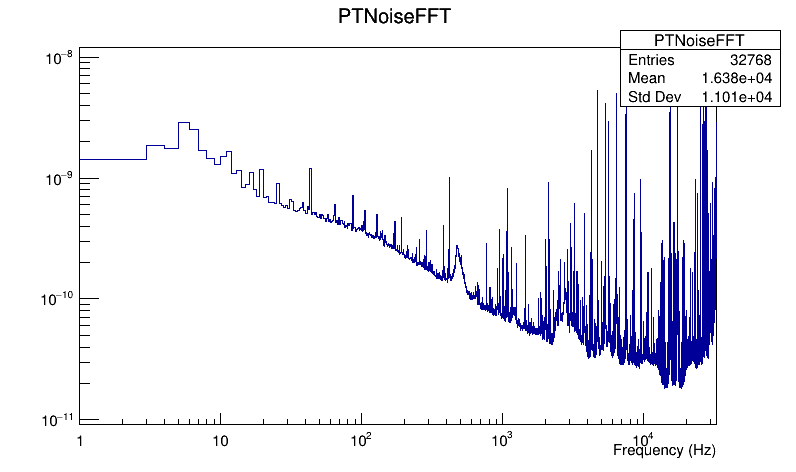 PTNoiseFFT
PTNoiseFFT
Entries 32768
Mean 1.638e+04
Std Dev 1.101e+04
10⁻⁸
10⁻⁹
10⁻¹⁰
10⁻¹¹
1 10 10² 10³ 10⁴
Frequency (Hz)